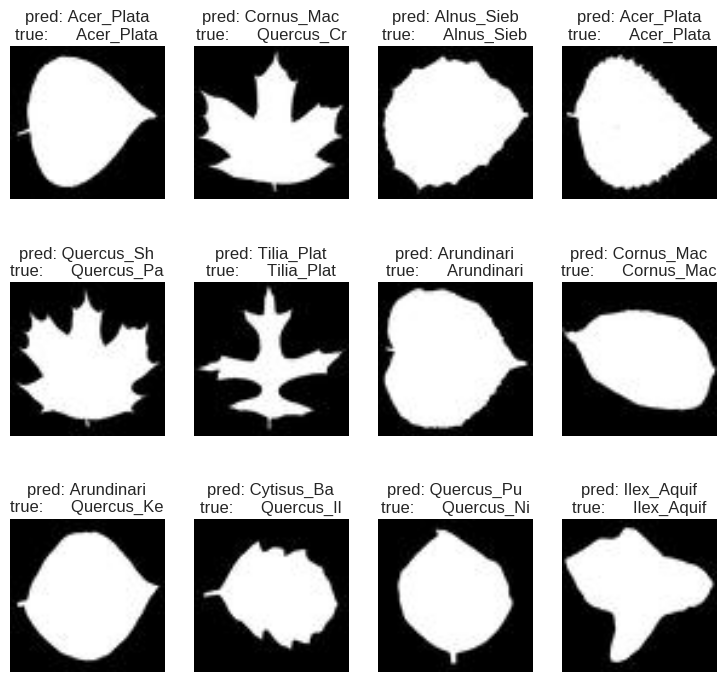 pred: Acer_Plata
true: Acer_Plata
pred: Cornus_Mac
true: Quercus_Cr
pred: Alnus_Sieb
true: Alnus_Sieb
pred: Acer_Plata
true: Acer_Plata
pred: Quercus_Sh
true: Quercus_Pa
pred: Tilia_Plat
true: Tilia_Plat
pred: Arundinari
true: Arundinari
pred: Cornus_Mac
true: Cornus_Mac
pred: Arundinari
true: Quercus_Ke
pred: Cytisus_Ba
true: Quercus_Il
pred: Quercus_Pu
true: Quercus_Ni
pred: Ilex_Aquif
true: Ilex_Aquif